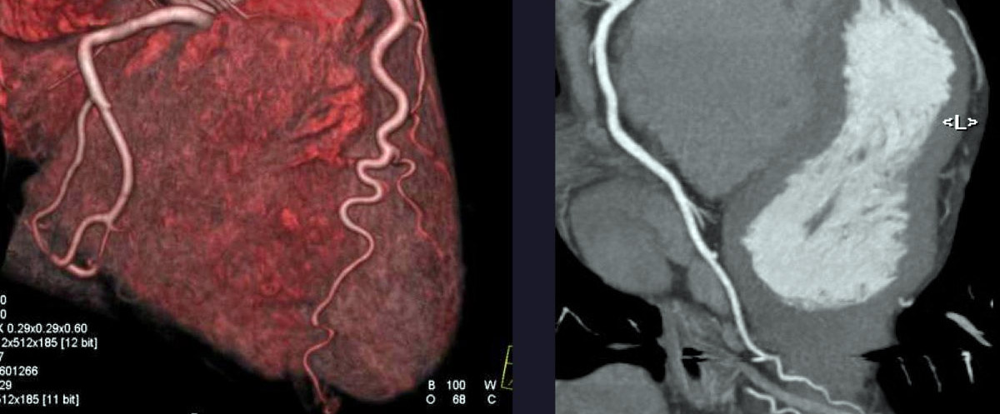 0
0
X 0.29x0.29x0.60
2x512x185 [12 bit]
7
601266
29
512x185 [11 bit]
B 100 W
O 68 C
<L>